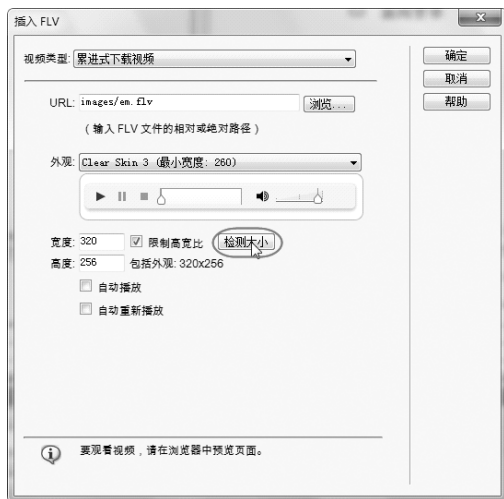 插入 FLV
视频类型: 累进式下载视频
确定
取消
帮助
URL: images/em.flv 浏览...
(输入 FLV 文件的相对或绝对路径)
外观: Clear Skin 3 (最小宽度: 260)
宽度: 320 限制高宽比 检测大小
高度: 256 包括外观: 320x256
自动播放
自动重新播放
要观看视频，请在浏览器中预览页面。